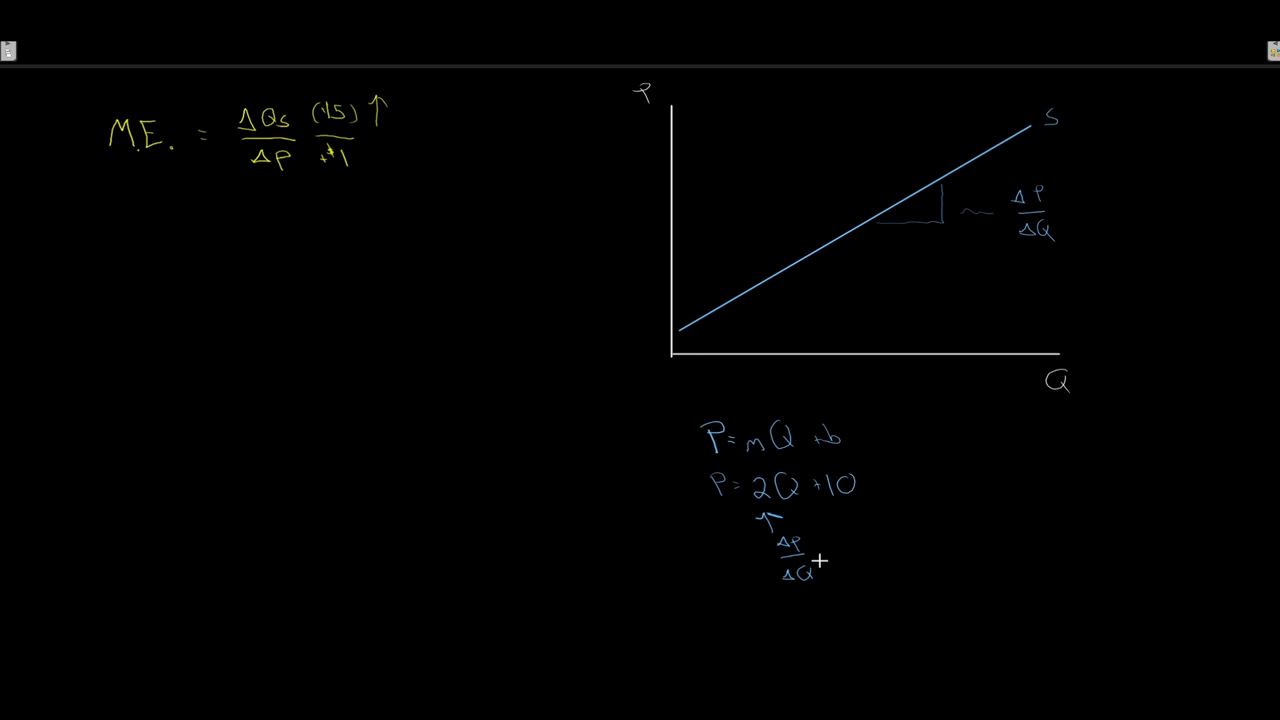 M.E. = ΔQs / ΔP (15) ↑ / +$1
P
S
ΔP / ΔQ
Q
P = mQ + b
P = 2Q + 10
↑
ΔP / ΔQ